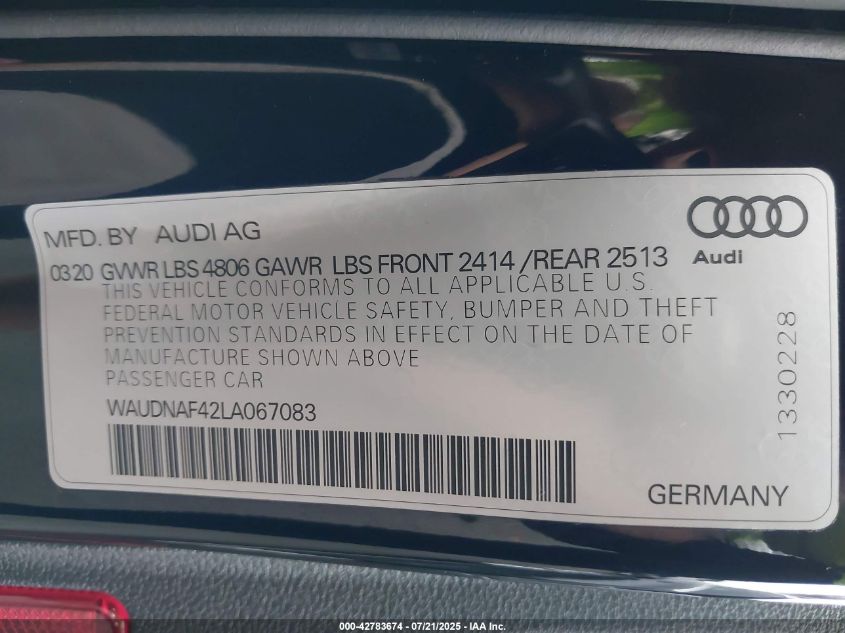 MFD. BY AUDI AG
0320 GVWR LBS 4806 GAWR LBS FRONT 2414 /REAR 2513
Audi
THIS VEHICLE CONFORMS TO ALL APPLICABLE U.S.
FEDERAL MOTOR VEHICLE SAFETY, BUMPER AND THEFT
PREVENTION STANDARDS IN EFFECT ON THE DATE OF
MANUFACTURE SHOWN ABOVE
PASSENGER CAR
WAUDNAF42LA067083
1330228
GERMANY
000-42783674 - 07/21/2025 - IAA Inc.